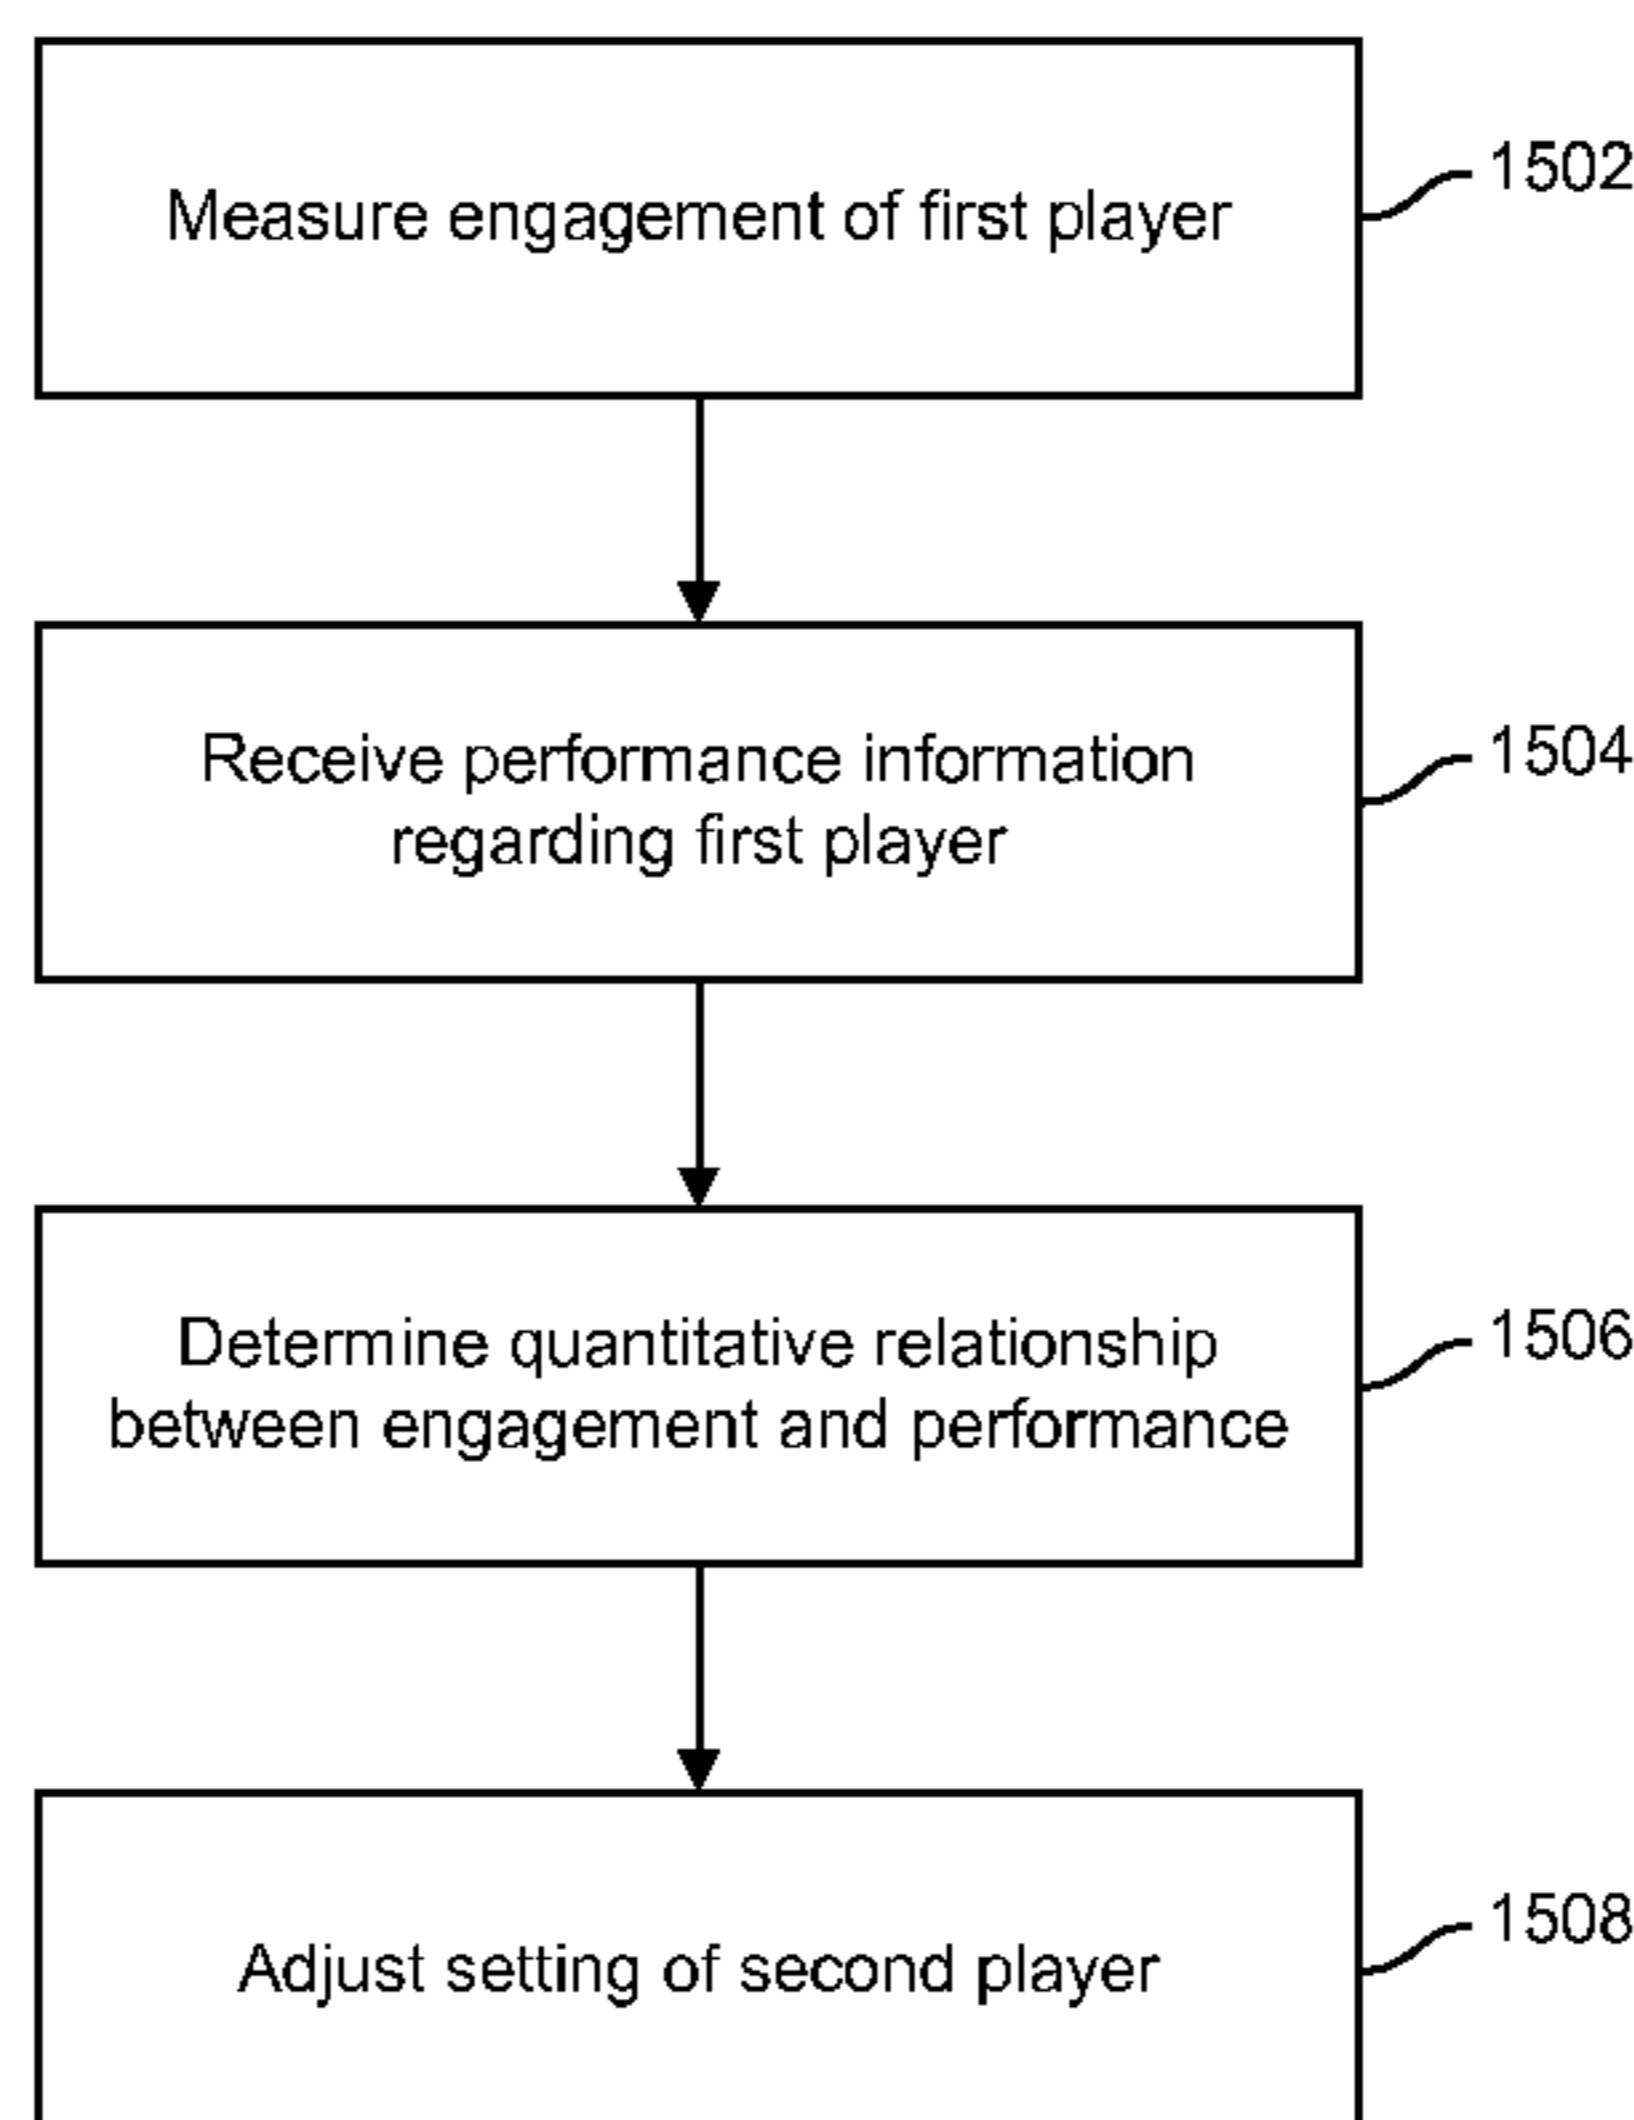 Measure engagement of first player
1502
Receive performance information
regarding first player
1504
Determine quantitative relationship
between engagement and performance
1506
Adjust setting of second player
1508